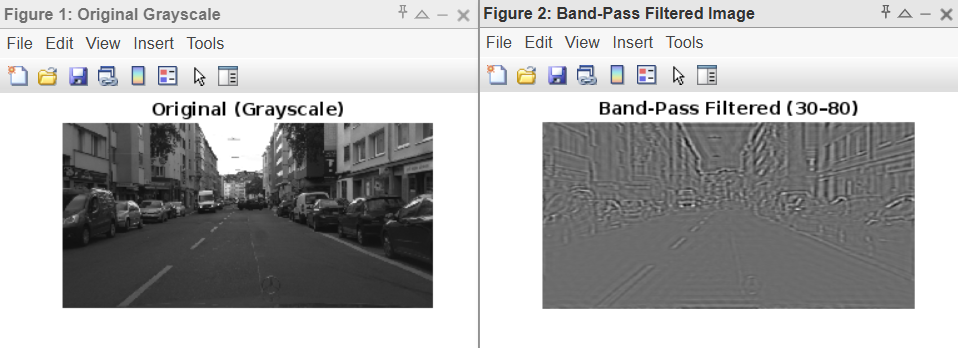 Figure 1: Original Grayscale
File Edit View Insert Tools
Original (Grayscale)
Figure 2: Band-Pass Filtered Image
File Edit View Insert Tools
Band-Pass Filtered (30–80)